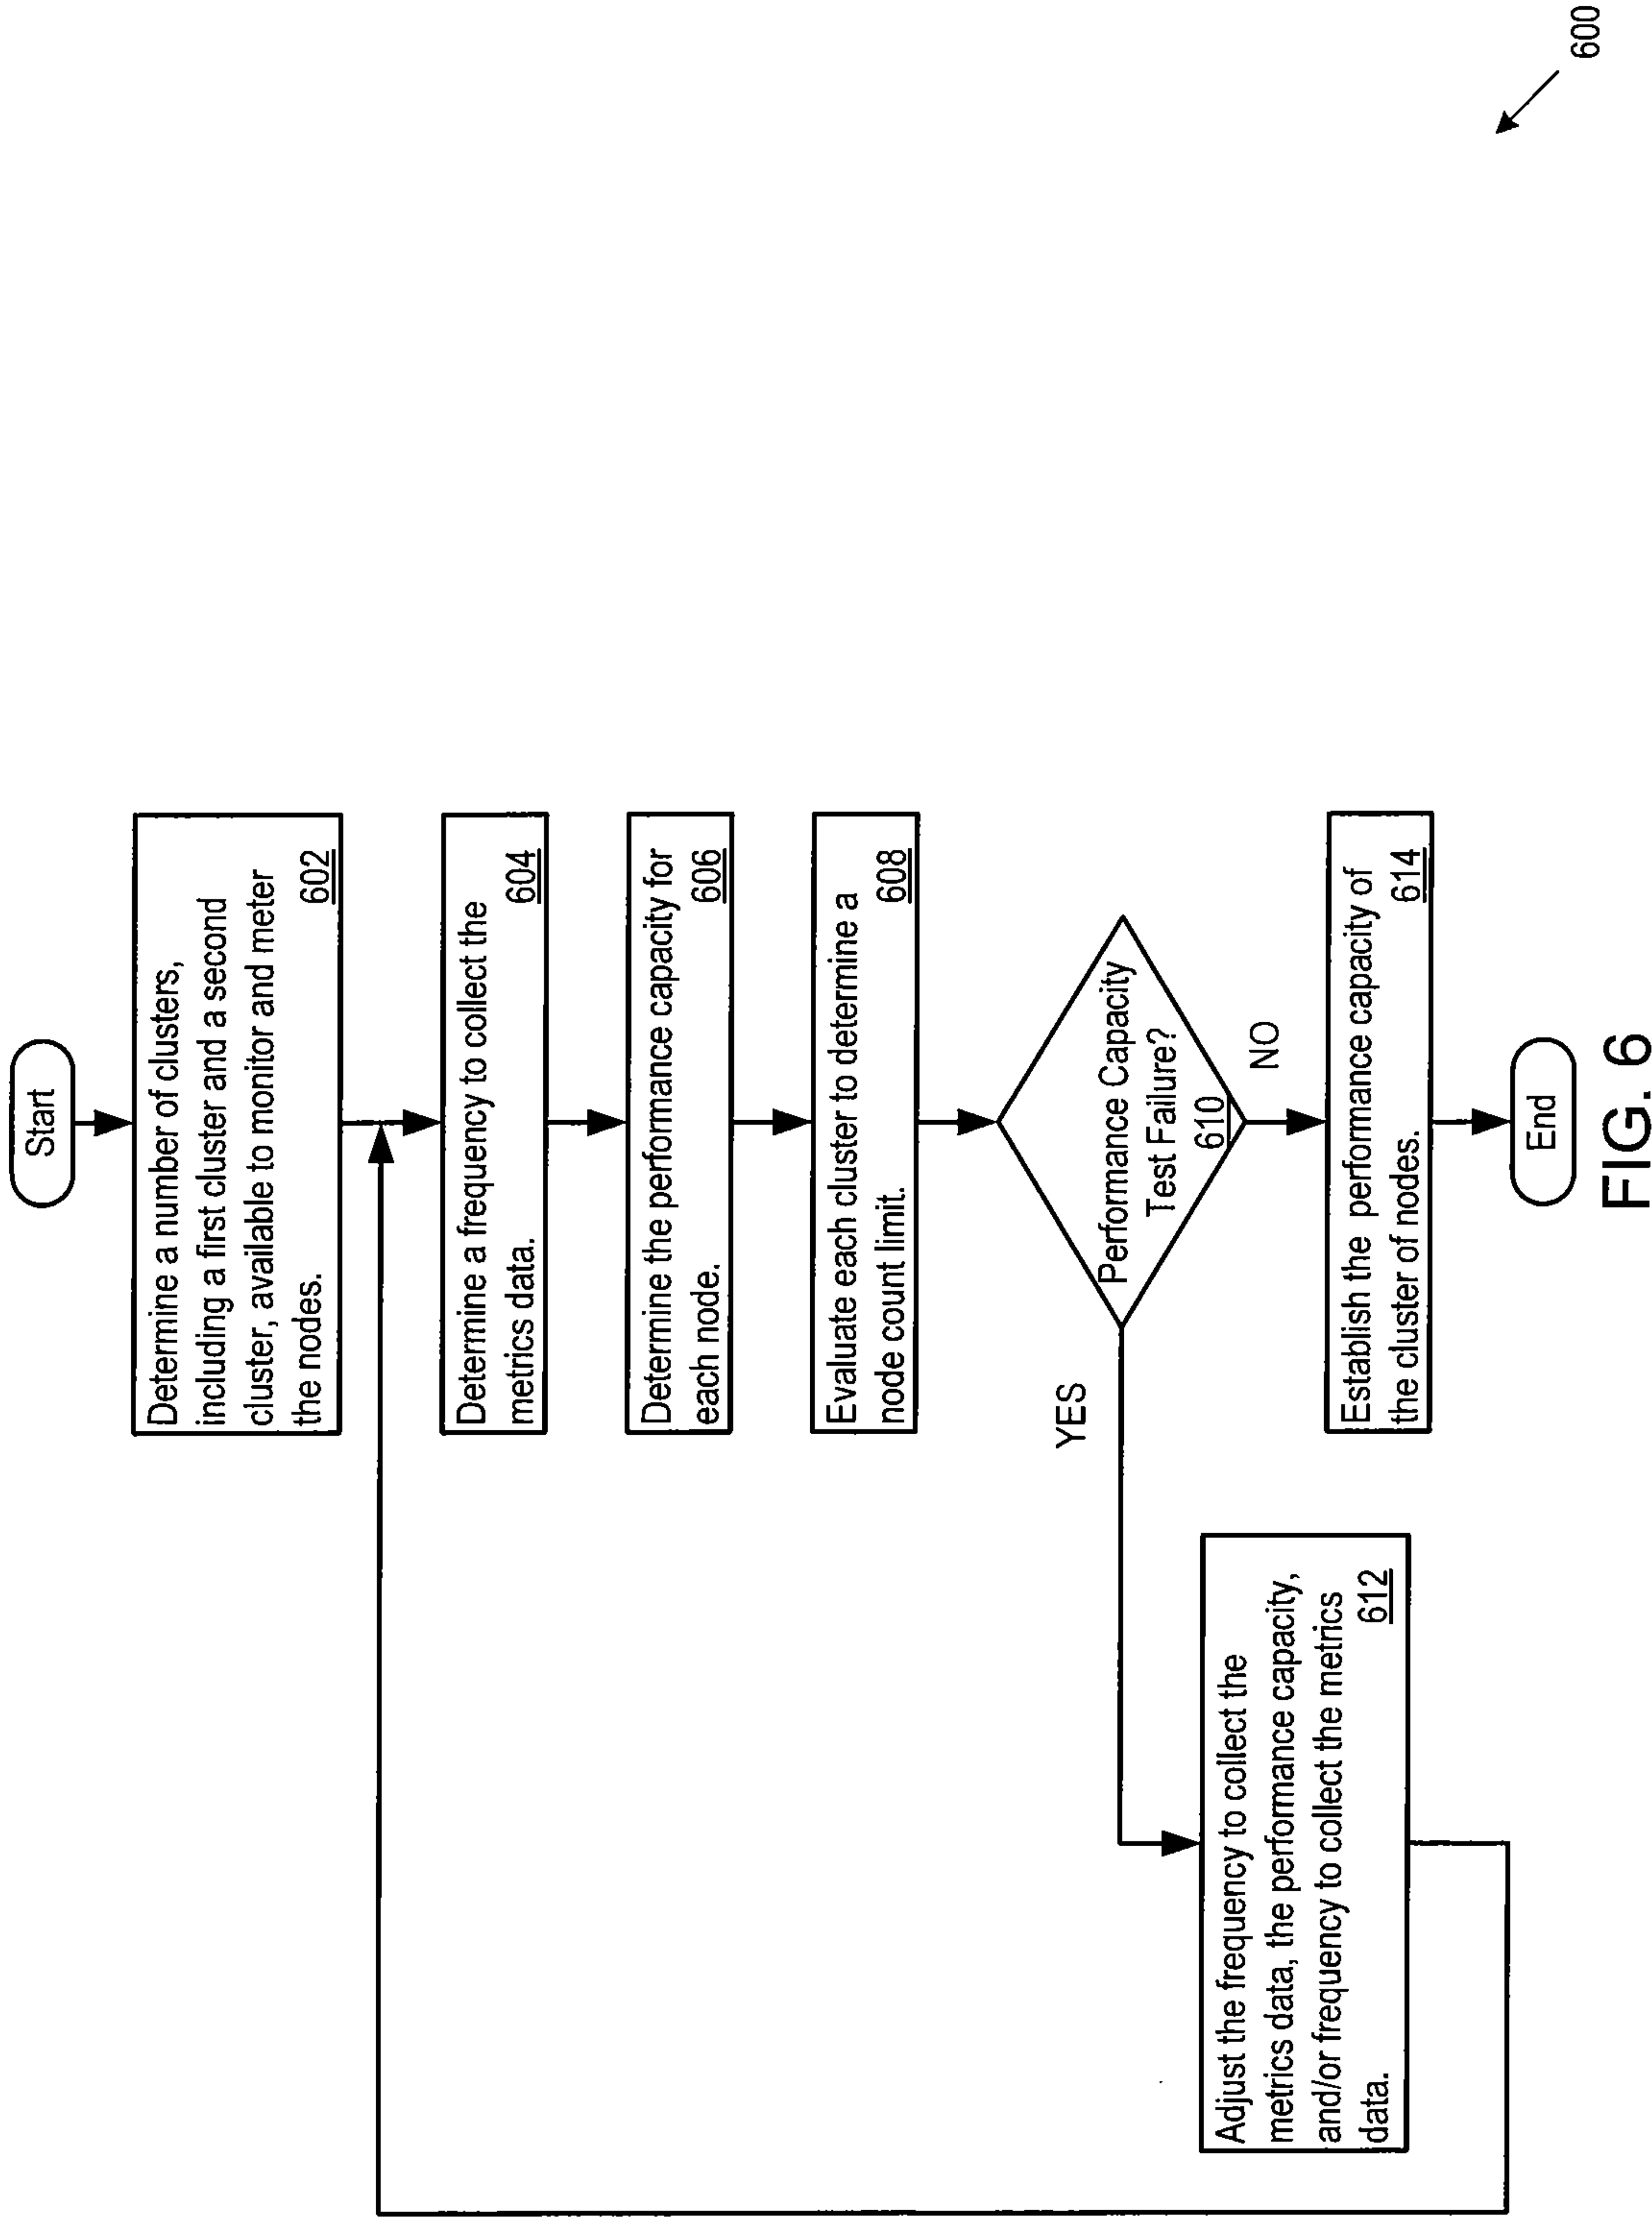 600
Start
Determine a number of clusters,
including a first cluster and a second
cluster, available to monitor and meter
the nodes. 602
Determine a frequency to collect the
metrics data. 604
Determine the performance capacity for
each node. 606
Evaluate each cluster to determine a
node count limit. 608
Performance Capacity
Test Failure?
610
YES
NO
Adjust the frequency to collect the
metrics data, the performance capacity,
and/or frequency to collect the metrics
data. 612
Establish the performance capacity of
the cluster of nodes. 614
End
FIG. 6